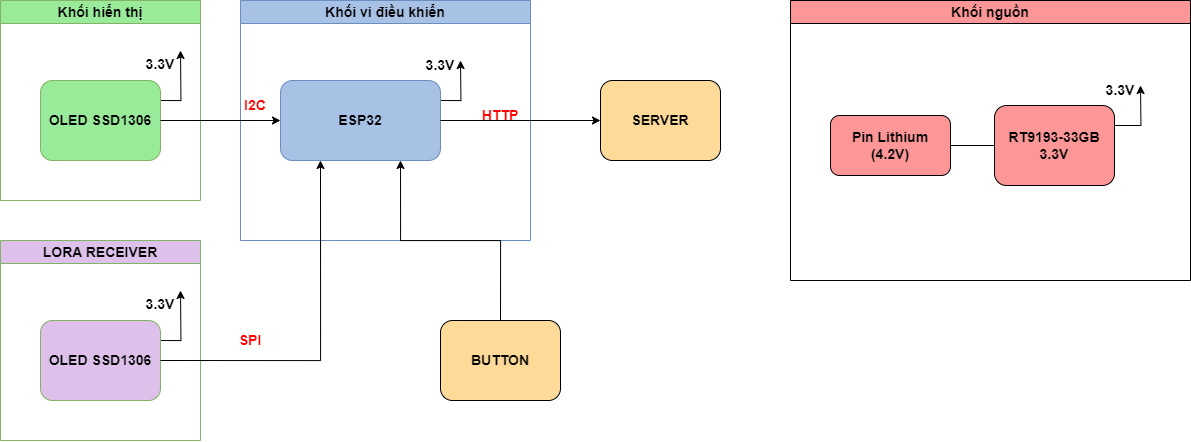 Khối hiển thị
3.3V
OLED SSD1306
I2C
Khối vi điều khiển
3.3V
ESP32
HTTP
SERVER
Khối nguồn
3.3V
Pin Lithium
(4.2V)
RT9193-33GB
3.3V
LORA RECEIVER
3.3V
OLED SSD1306
SPI
BUTTON